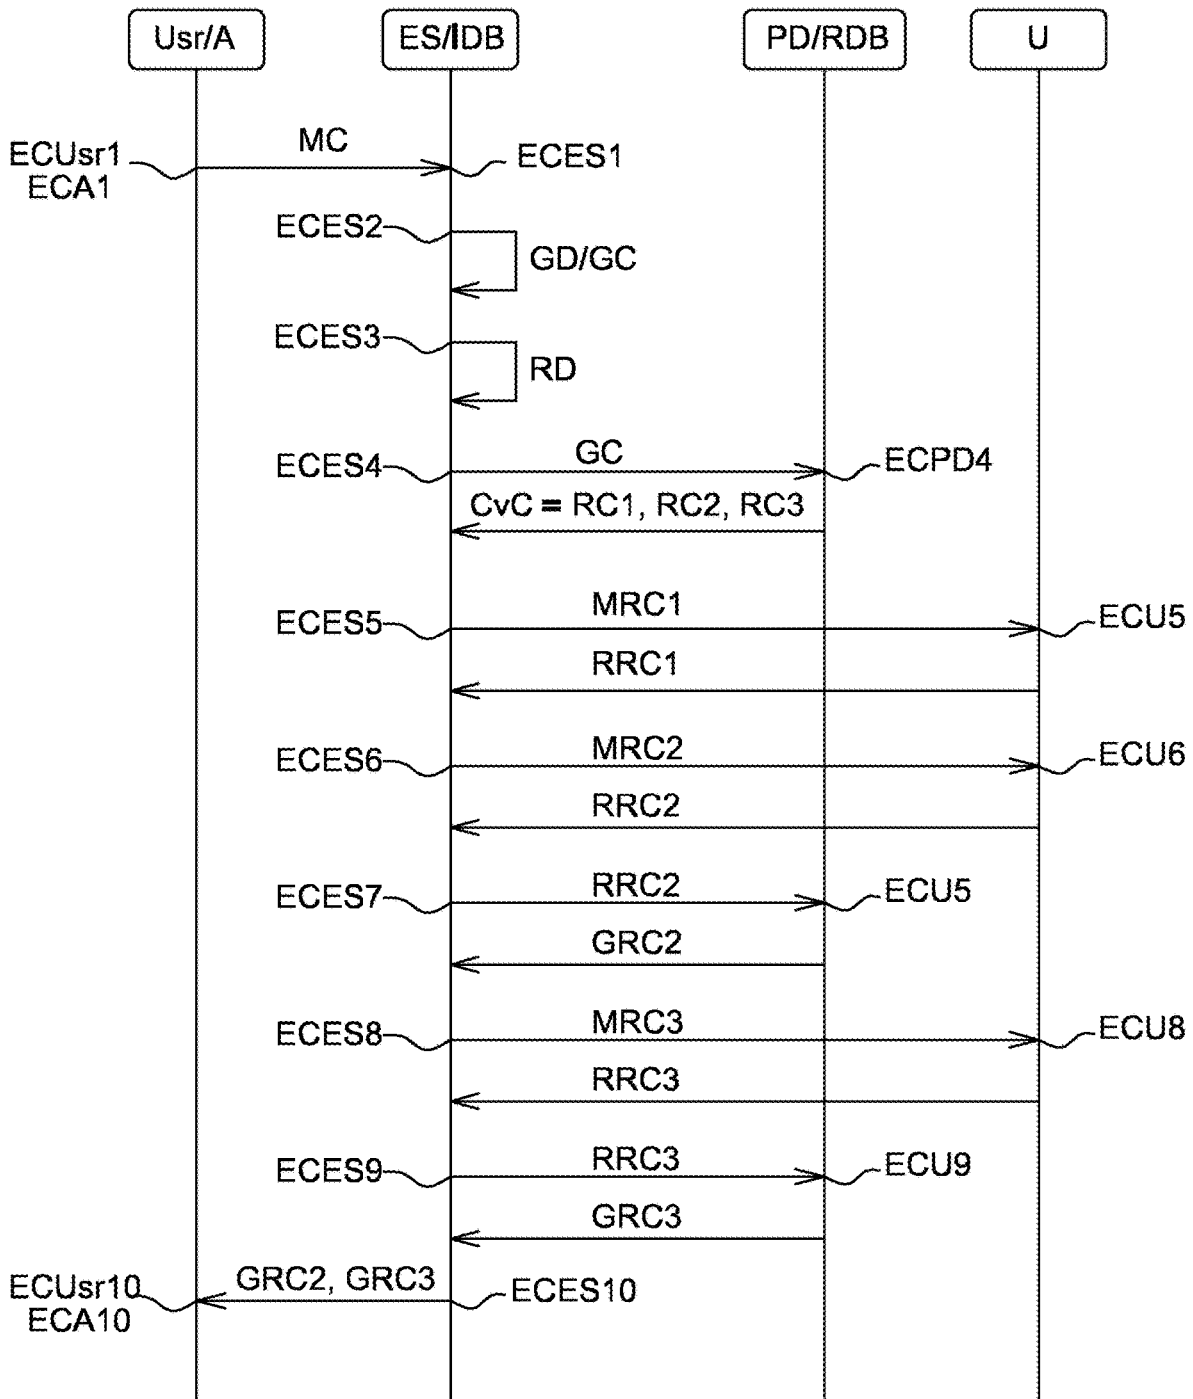 Usr/A
ES/IDB
PD/RDB
U
MC
ECUsr1
ECA1
ECES1
ECES2
GD/GC
ECES3
RD
GC
ECES4
ECPD4
CvC = RC1, RC2, RC3
MRC1
ECES5
ECU5
RRC1
MRC2
ECES6
ECU6
RRC2
RRC2
ECES7
ECU5
GRC2
MRC3
ECES8
ECU8
RRC3
RRC3
ECES9
ECU9
GRC3
GRC2, GRC3
ECUsr10
ECA10
ECES10